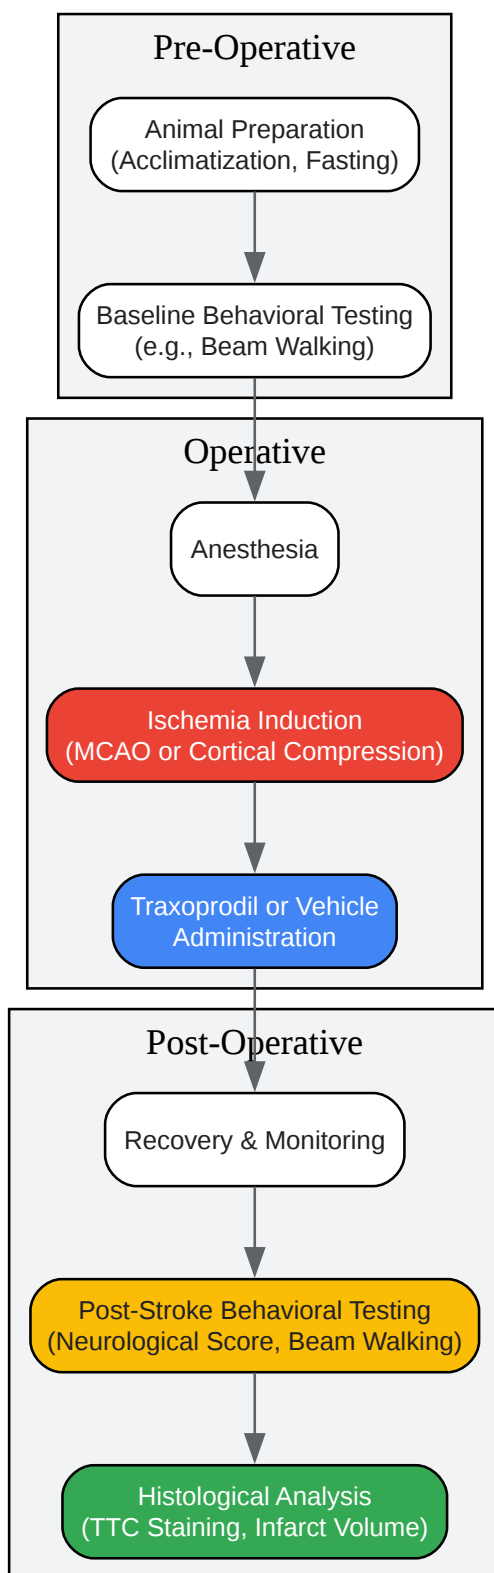 Pre-Operative
Animal Preparation
(Acclimatization, Fasting)
Baseline Behavioral Testing
(e.g., Beam Walking)
Operative
Anesthesia
Ischemia Induction
(MCAO or Cortical Compression)
Traxoprodil or Vehicle
Administration
Post-Operative
Recovery & Monitoring
Post-Stroke Behavioral Testing
(Neurological Score, Beam Walking)
Histological Analysis
(TTC Staining, Infarct Volume)